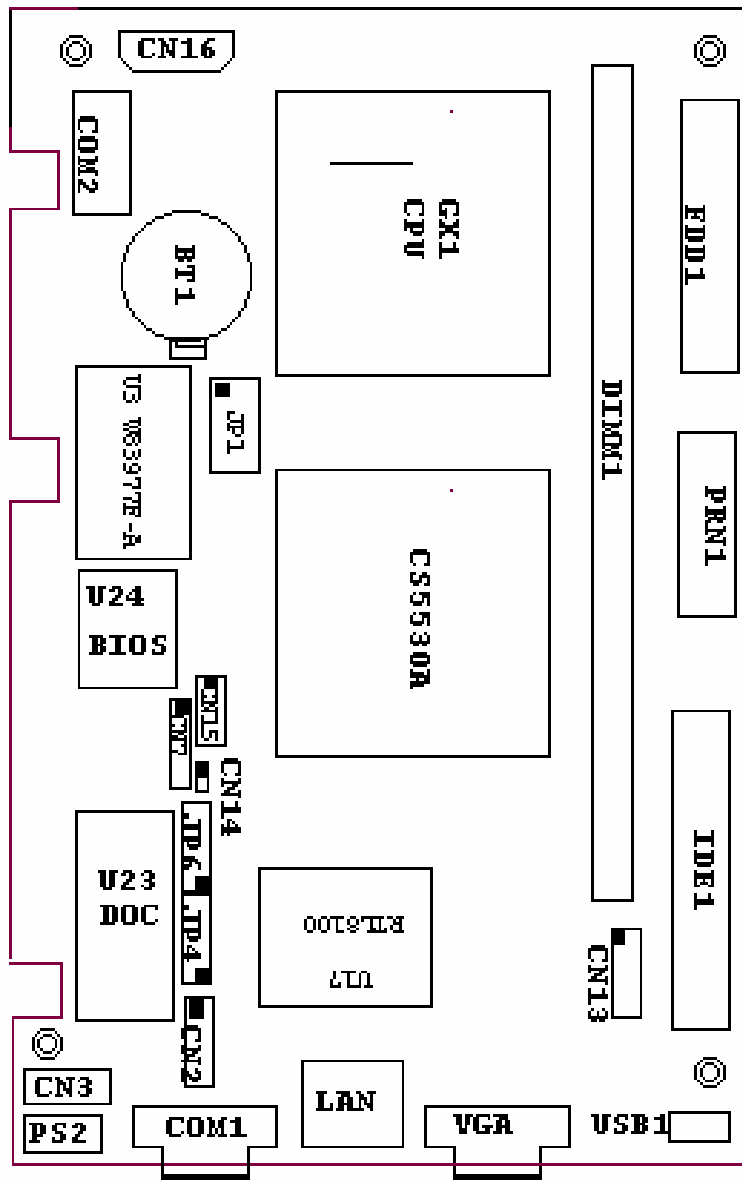 CN16
COM2
GX1
CPU
FDD1
BT1
DIMM1
JP1
U3 W83977F-A
PRN1
CS5530A
U24
BIOS
CN15
CN7
CN14
JP6
U23
DOC
IDE1
JP4
RTL8100
U17
CN13
CN2
CN3
LAN
PS2
COM1
VGA
USB1